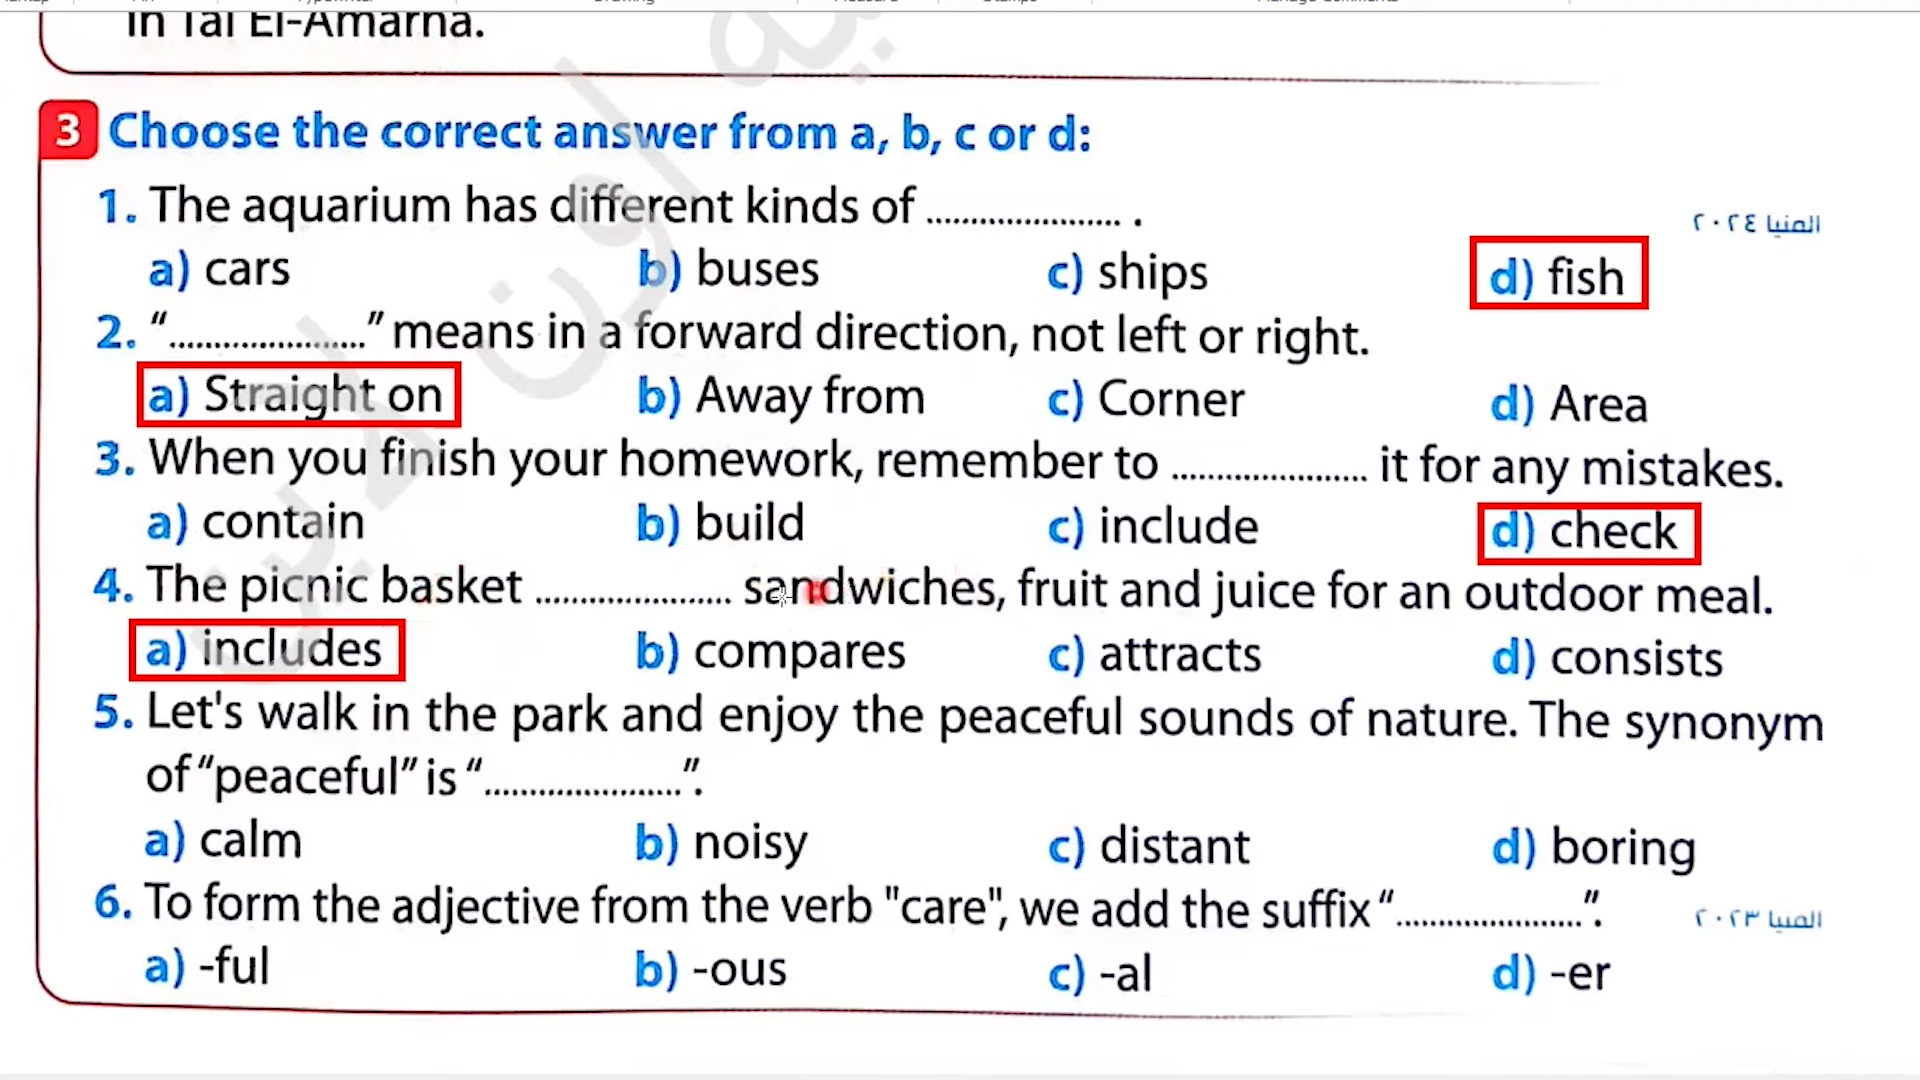 in Tal El-Amarna.
3 Choose the correct answer from a, b, c or d:
1. The aquarium has different kinds of ...................... . المنيا ٢٠٢٤
a) cars b) buses c) ships d) fish
2. “......................” means in a forward direction, not left or right.
a) Straight on b) Away from c) Corner d) Area
3. When you finish your homework, remember to ...................... it for any mistakes.
a) contain b) build c) include d) check
4. The picnic basket ...................... sandwiches, fruit and juice for an outdoor meal.
a) includes b) compares c) attracts d) consists
5. Let's walk in the park and enjoy the peaceful sounds of nature. The synonym
of “peaceful” is “......................”.
a) calm b) noisy c) distant d) boring
6. To form the adjective from the verb "care", we add the suffix “.....................”. المنيا ٢٠٢٣
a) -ful b) -ous c) -al d) -er